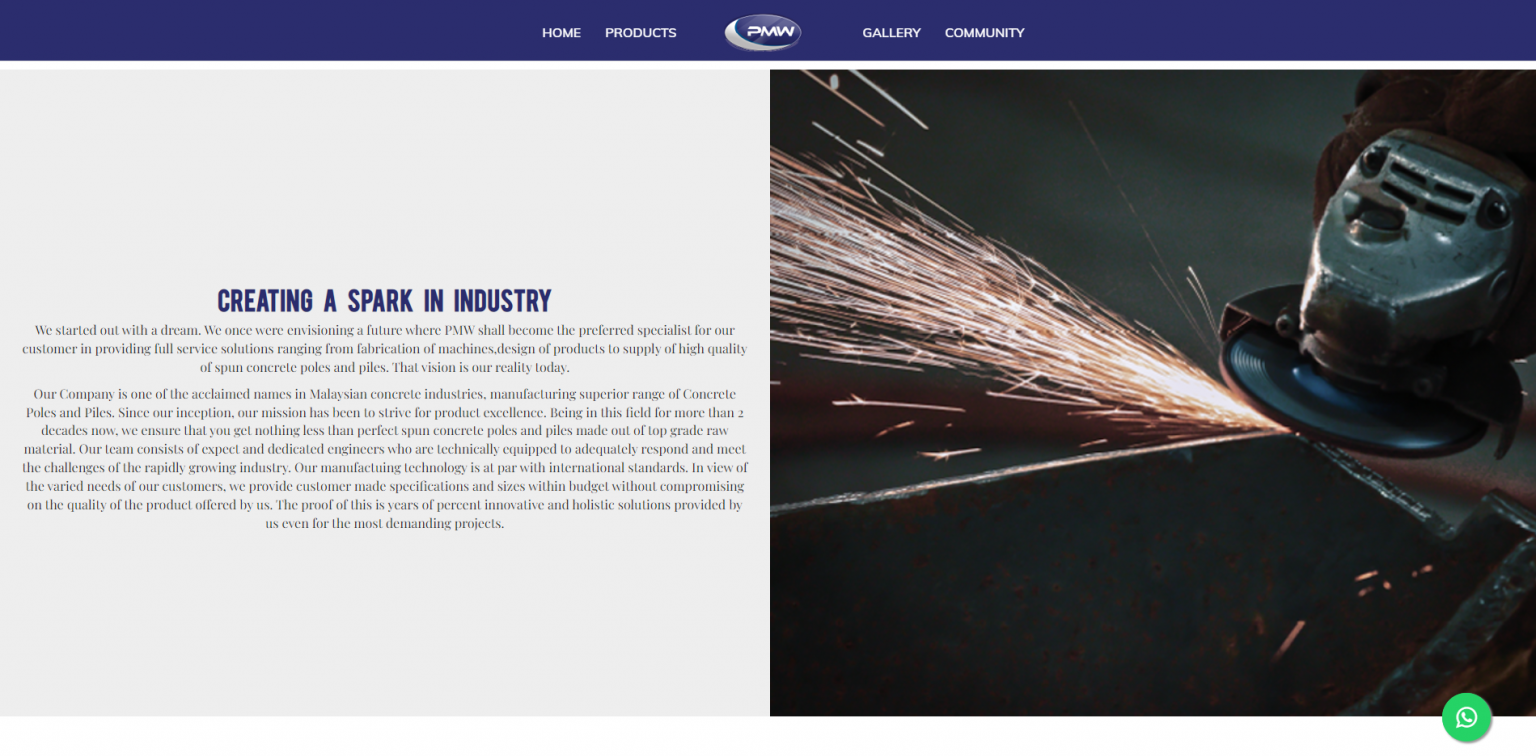 HOME PRODUCTS PMW GALLERY COMMUNITY
CREATING A SPARK IN INDUSTRY
We started out with a dream. We once were envisioning a future where PMW shall become the preferred specialist for our
customer in providing full service solutions ranging from fabrication of machines,design of products to supply of high quality
of spun concrete poles and piles. That vision is our reality today.
Our Company is one of the acclaimed names in Malaysian concrete industries, manufacturing superior range of Concrete
Poles and Piles. Since our inception, our mission has been to strive for product excellence. Being in this field for more than 2
decades now, we ensure that you get nothing less than perfect spun concrete poles and piles made out of top grade raw
material. Our team consists of expect and dedicated engineers who are technically equipped to adequately respond and meet
the challenges of the rapidly growing industry. Our manufactuing technology is at par with international standards. In view of
the varied needs of our customers, we provide customer made specifications and sizes within budget without compromising
on the quality of the product offered by us. The proof of this is years of percent innovative and holistic solutions provided by
us even for the most demanding projects.